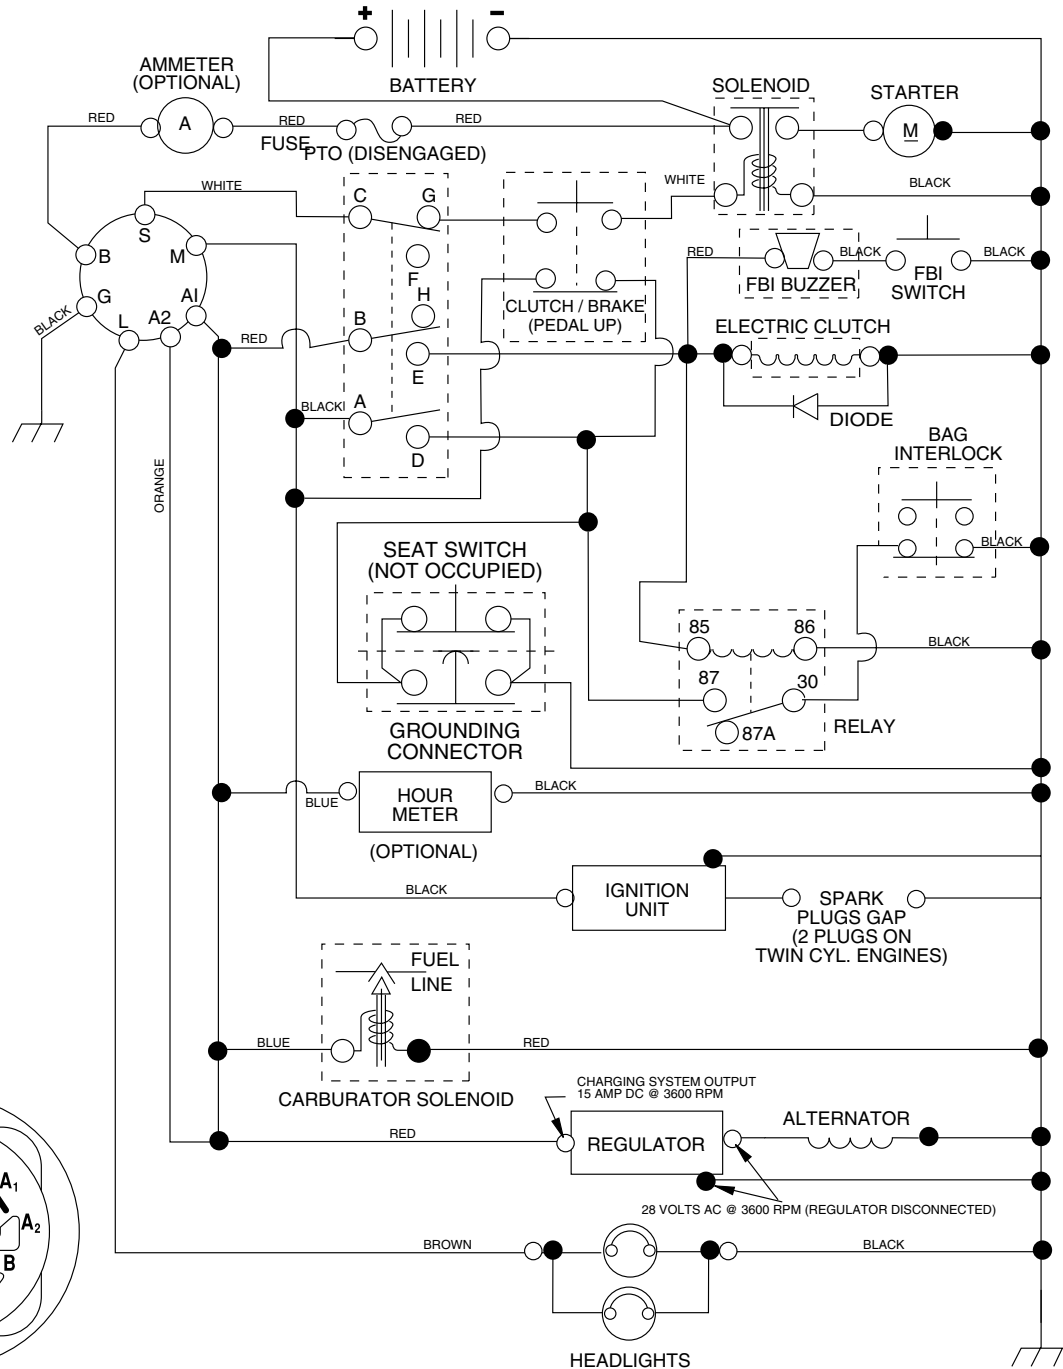 + −
BATTERY
AMMETER
(OPTIONAL)
A
RED
RED
FUSE
RED
PTO (DISENGAGED)
SOLENOID
STARTER
M
WHITE
WHITE
BLACK
S
B
M
G
A1
L
A2
BLACK
RED
ORANGE
C
G
F
H
B
E
A
D
BLACK
CLUTCH / BRAKE
(PEDAL UP)
RED
BLACK
BLACK
FBI BUZZER
FBI
SWITCH
ELECTRIC CLUTCH
DIODE
BAG
INTERLOCK
BLACK
SEAT SWITCH
(NOT OCCUPIED)
GROUNDING
CONNECTOR
85
86
87
30
87A
BLACK
RELAY
BLUE
HOUR
METER
BLACK
(OPTIONAL)
BLACK
IGNITION
UNIT
SPARK
PLUGS GAP
(2 PLUGS ON
TWIN CYL. ENGINES)
FUEL
LINE
BLUE
RED
CARBURATOR SOLENOID
CHARGING SYSTEM OUTPUT
15 AMP DC @ 3600 RPM
RED
REGULATOR
ALTERNATOR
28 VOLTS AC @ 3600 RPM (REGULATOR DISCONNECTED)
A1
A2
B
BROWN
BLACK
HEADLIGHTS